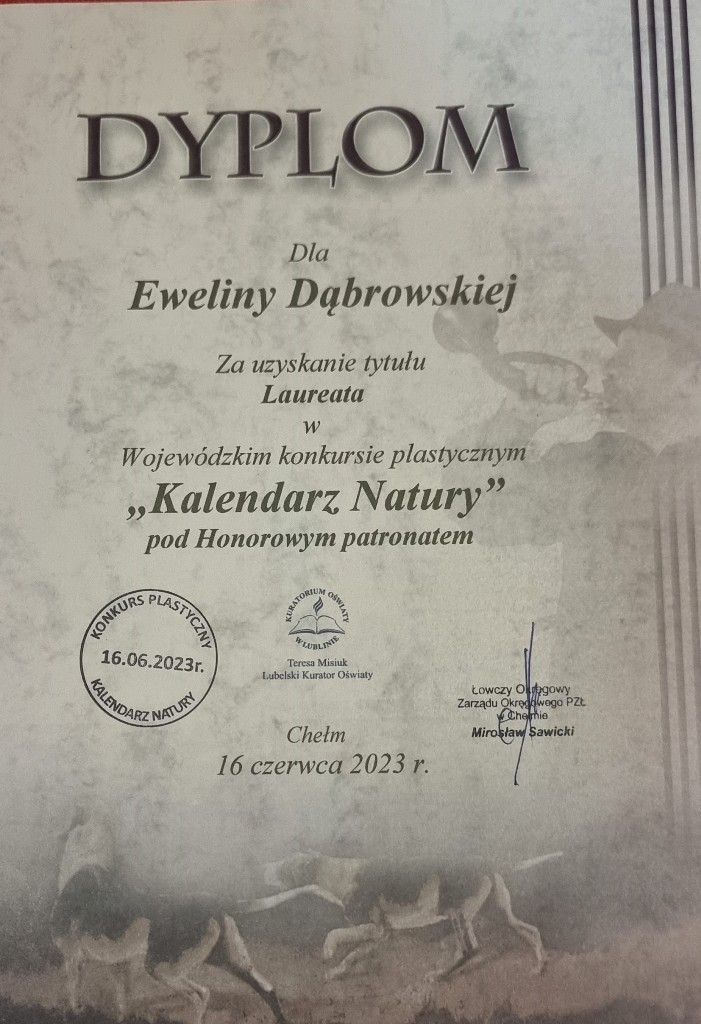 DYPLOM
Dla
Eweliny Dąbrowskiej
Za uzyskanie tytułu
Laureata
w
Wojewódzkim konkursie plastycznym
„Kalendarz Natury”
pod Honorowym patronatem
KONKURS PLASTYCZNY
16.06.2023r.
KALENDARZ NATURY
KURATORIUM OŚWIATY
W LUBLINIE
Teresa Misiuk
Lubelski Kurator Oświaty
Łowczy Okręgowy
Zarządu Okręgowego PZŁ
w Chełmie
Mirosław Sawicki
Chełm
16 czerwca 2023 r.